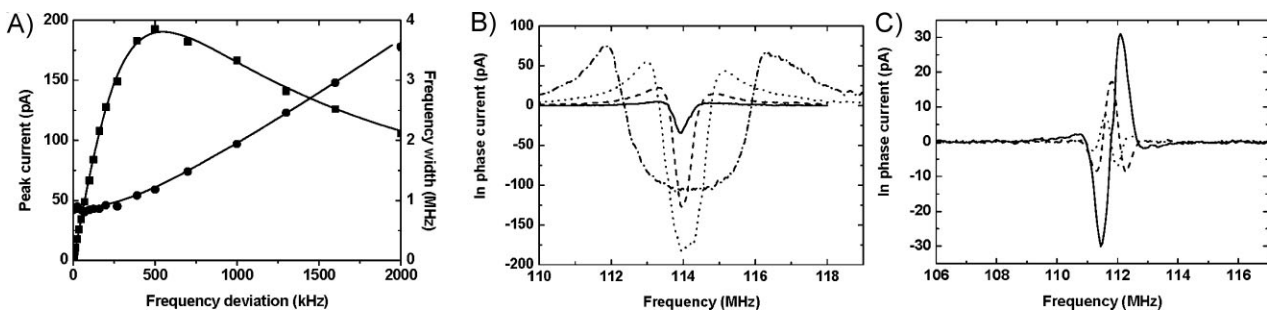 A)
Peak current (pA)
200
150
100
50
0
0 500 1000 1500 2000
Frequency deviation (kHz)
4
3
2
1
0
Frequency width (MHz)
B)
In phase current (pA)
100
50
0
-50
-100
-150
-200
110 112 114 116 118
Frequency (MHz)
C)
In phase current (pA)
30
20
10
0
-10
-20
-30
106 108 110 112 114 116
Frequency (MHz)